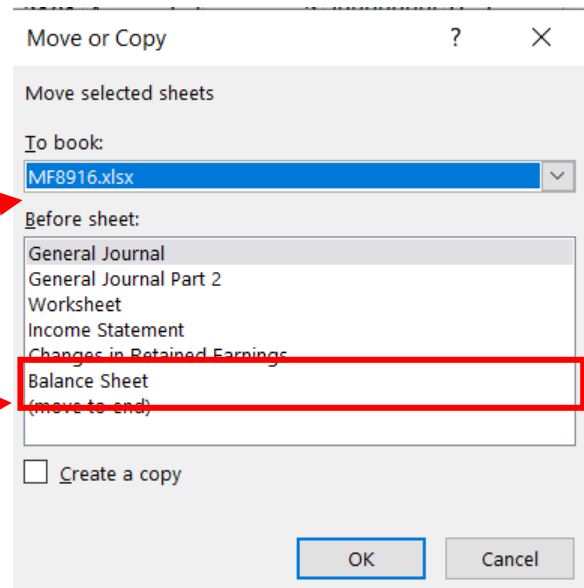 Move or Copy ? ×
Move selected sheets
To book:
MF8916.xlsx
Before sheet:
General Journal
General Journal Part 2
Worksheet
Income Statement
Changes in Retained Earnings
Balance Sheet
(move to end)
Create a copy
OK Cancel